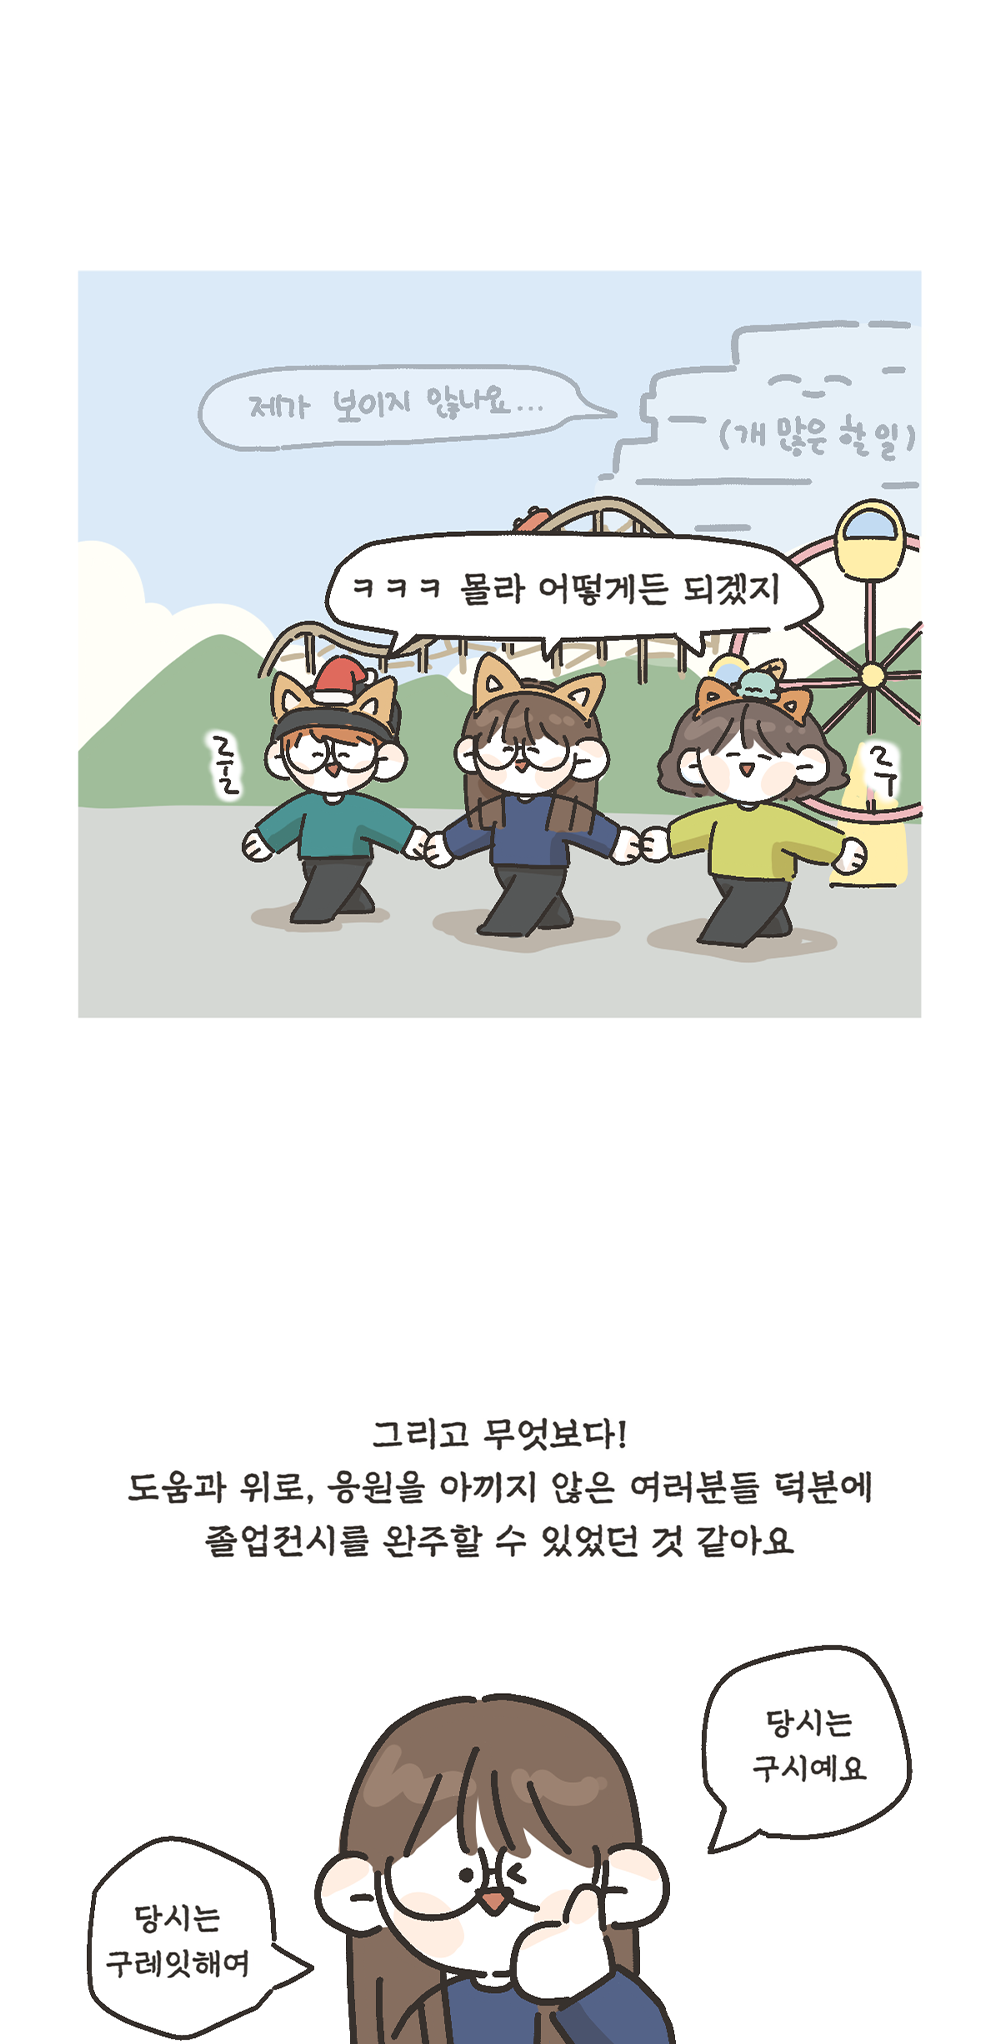 제가 보이지 않나요...
(개 많은 할 일)
ㅋㅋㅋ 몰라 어떻게든 되겠지
룰
루
그리고 무엇보다!
도움과 위로, 응원을 아끼지 않은 여러분들 덕분에
졸업전시를 완주할 수 있었던 것 같아요
당시는
구시예요
당시는
구레잇해여